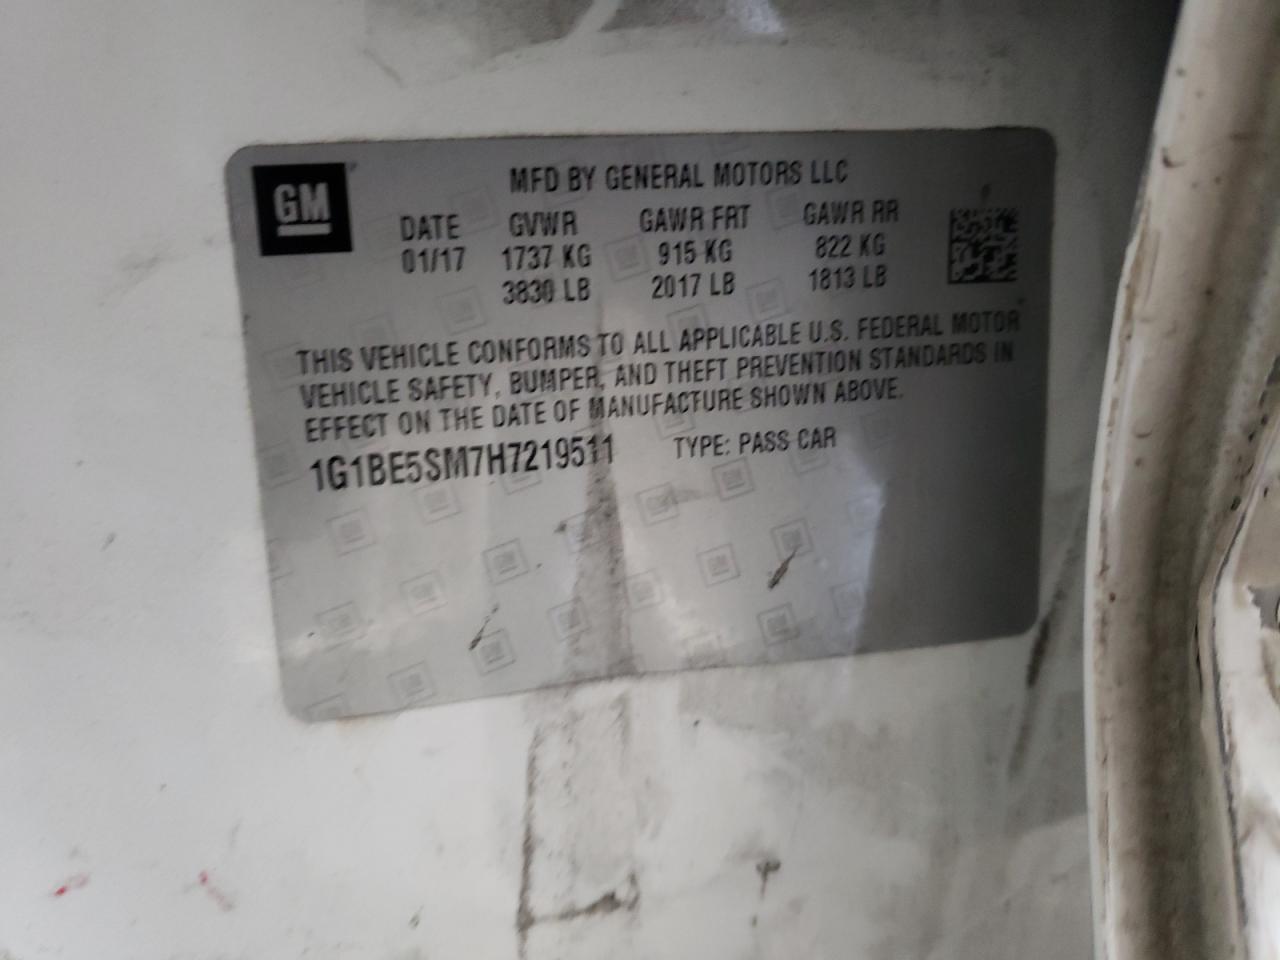 GM
MFD BY GENERAL MOTORS LLC
DATE GVWR GAWR FRT GAWR RR
01/17 1737 KG 915 KG 822 KG
3830 LB 2017 LB 1813 LB
THIS VEHICLE CONFORMS TO ALL APPLICABLE U.S. FEDERAL MOTOR
VEHICLE SAFETY, BUMPER, AND THEFT PREVENTION STANDARDS IN
EFFECT ON THE DATE OF MANUFACTURE SHOWN ABOVE.
1G1BE5SM7H7219511 TYPE: PASS CAR